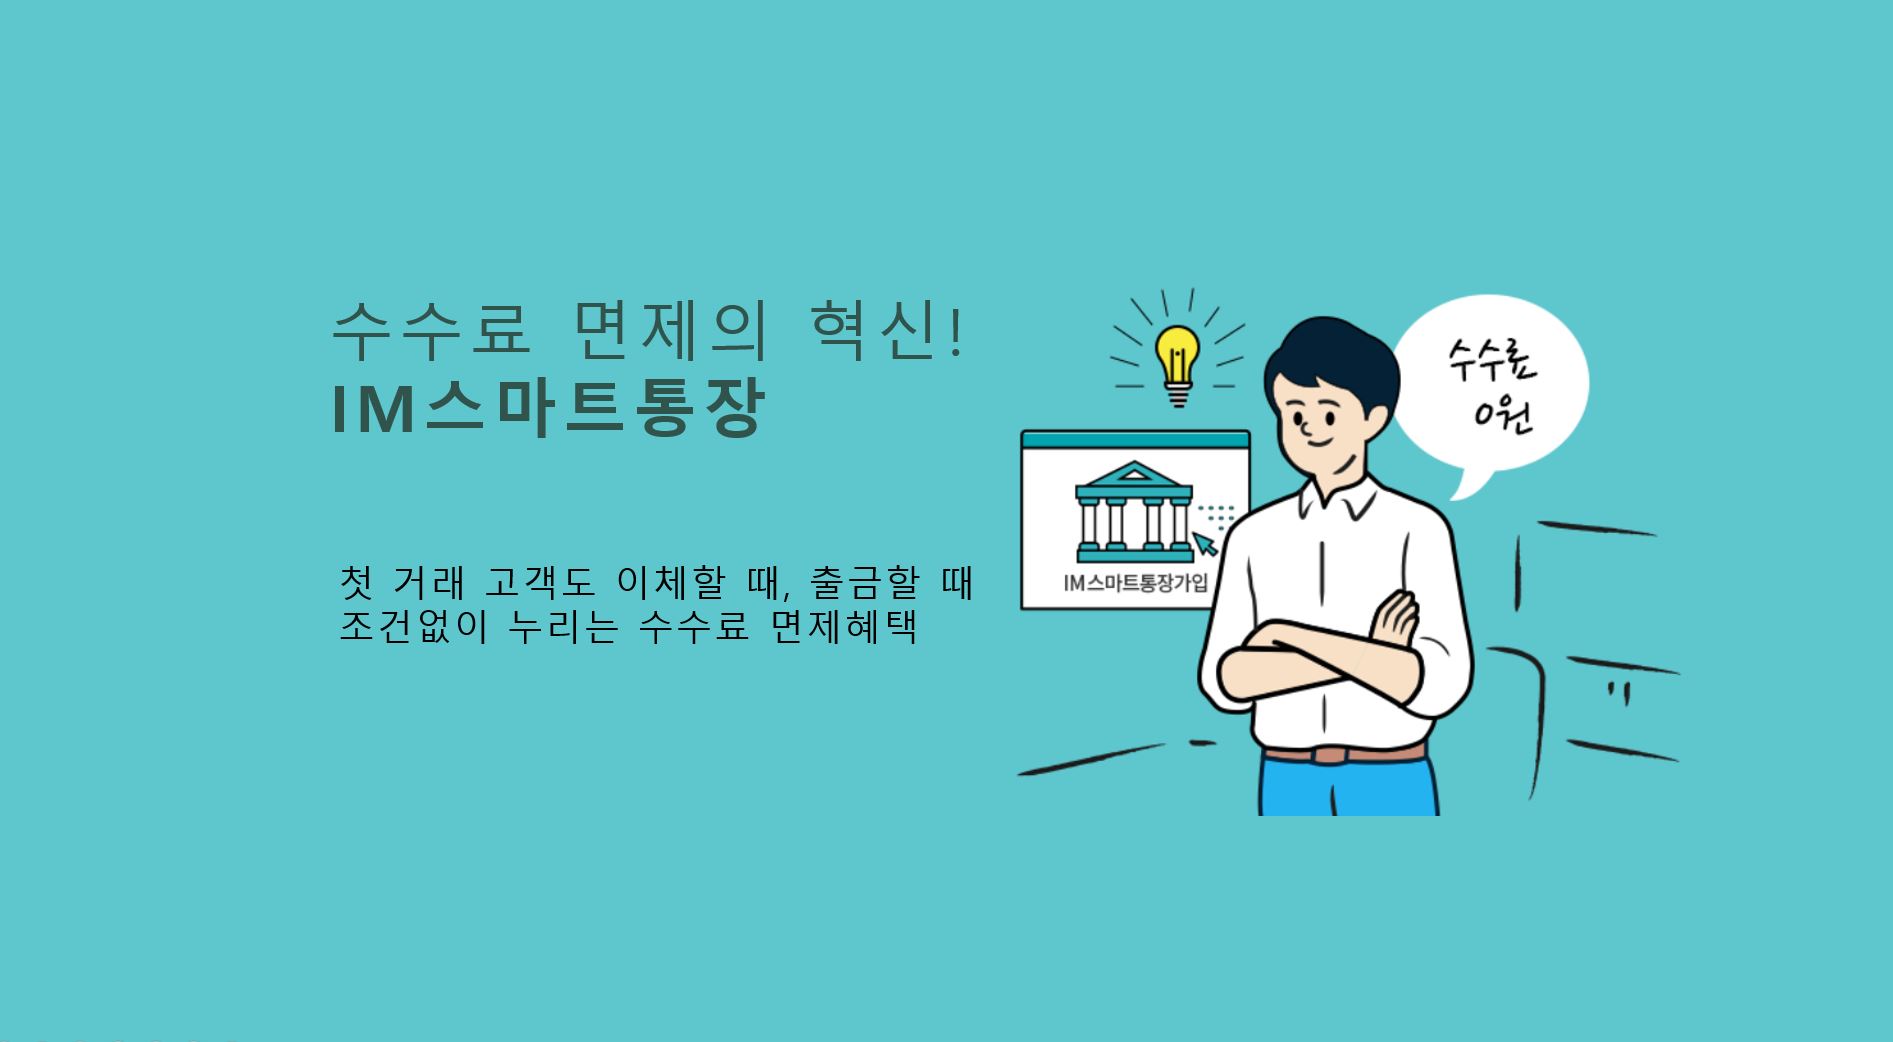 수수료 면제의 혁신!
IM스마트통장
첫 거래 고객도 이체할 때, 출금할 때
조건없이 누리는 수수료 면제혜택
IM스마트통장가입
수수료
0원